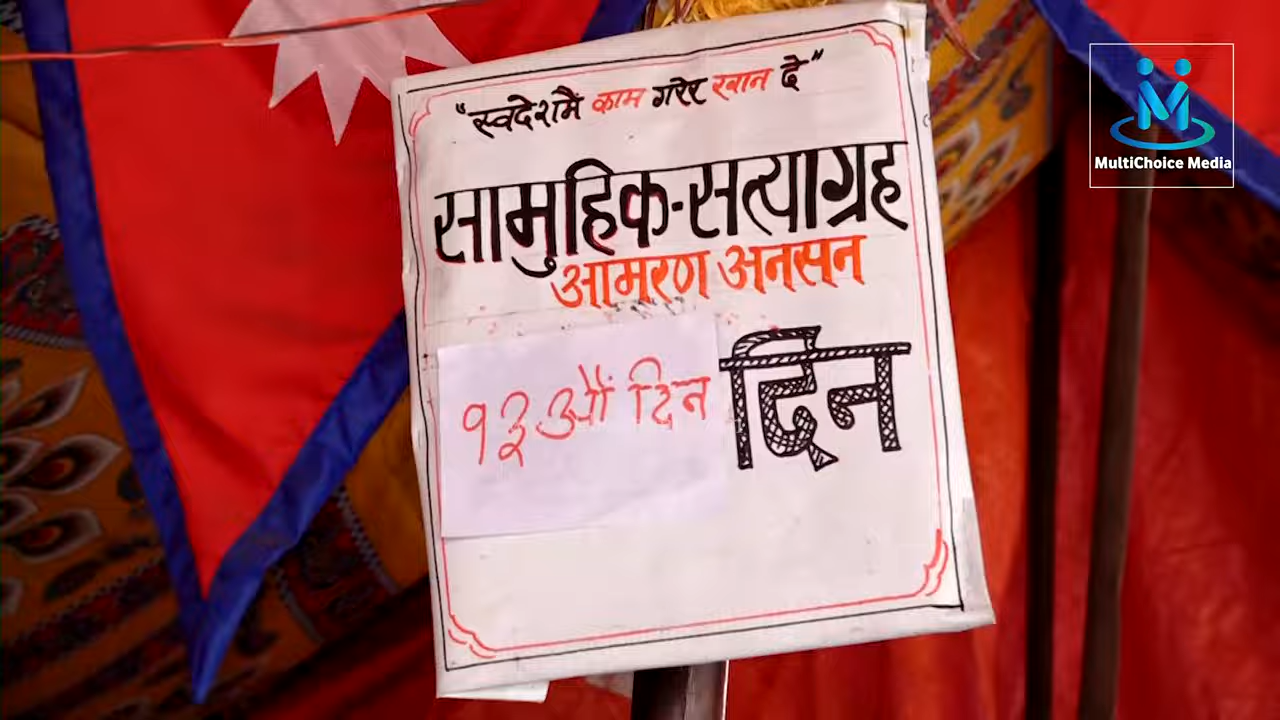 "स्वदेशमै काम गरेर खान दे"
सामुहिक-सत्याग्रह
आमरण अनसन
१३औं दिन
दिन
MultiChoice Media